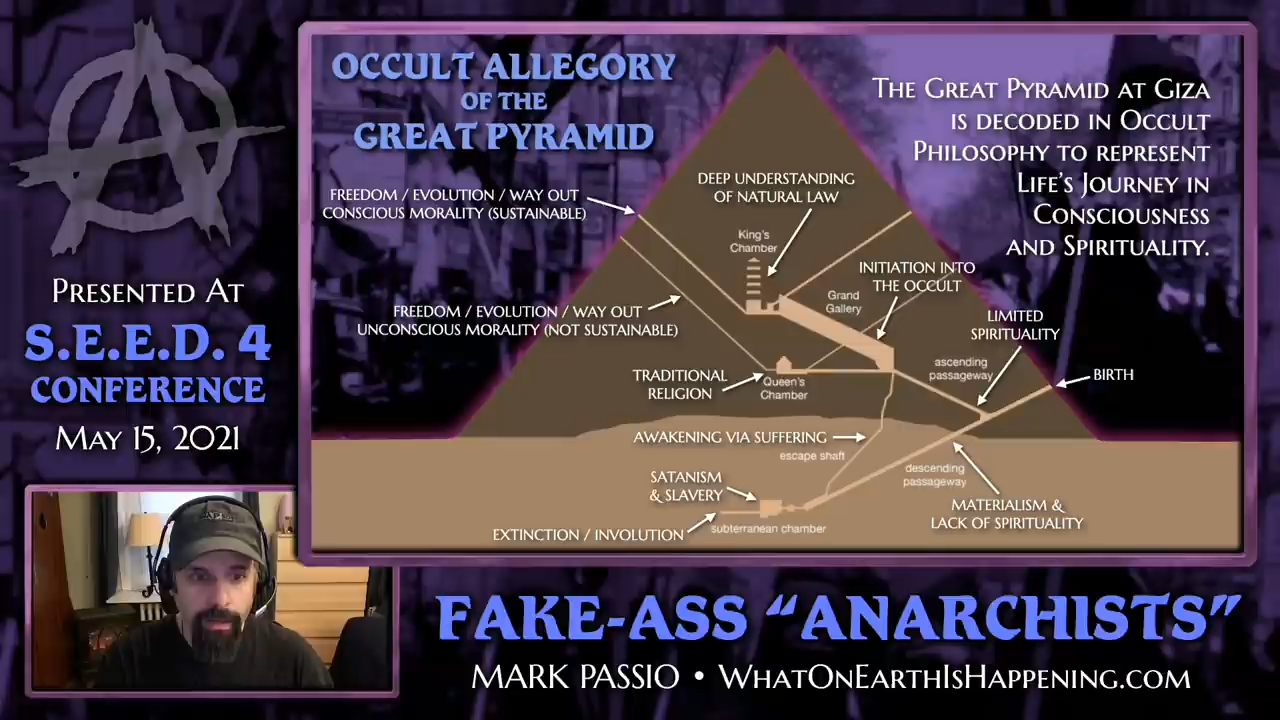 OCCULT ALLEGORY
OF THE
GREAT PYRAMID
THE GREAT PYRAMID AT GIZA
IS DECODED IN OCCULT
PHILOSOPHY TO REPRESENT
LIFE'S JOURNEY IN
CONSCIOUSNESS
AND SPIRITUALITY.
FREEDOM / EVOLUTION / WAY OUT
CONSCIOUS MORALITY (SUSTAINABLE)
DEEP UNDERSTANDING
OF NATURAL LAW
King's
Chamber
INITIATION INTO
THE OCCULT
Grand
Gallery
FREEDOM / EVOLUTION / WAY OUT
UNCONSCIOUS MORALITY (NOT SUSTAINABLE)
LIMITED
SPIRITUALITY
ascending
passageway
BIRTH
TRADITIONAL
RELIGION
Queen's
Chamber
AWAKENING VIA SUFFERING
escape shaft
SATANISM
& SLAVERY
descending
passageway
MATERIALISM &
LACK OF SPIRITUALITY
EXTINCTION / INVOLUTION
subterranean chamber
PRESENTED AT
S.E.E.D. 4
CONFERENCE
MAY 15, 2021
FAKE-ASS “ANARCHISTS”
MARK PASSIO • WHATONEARTHISHAPPENING.COM